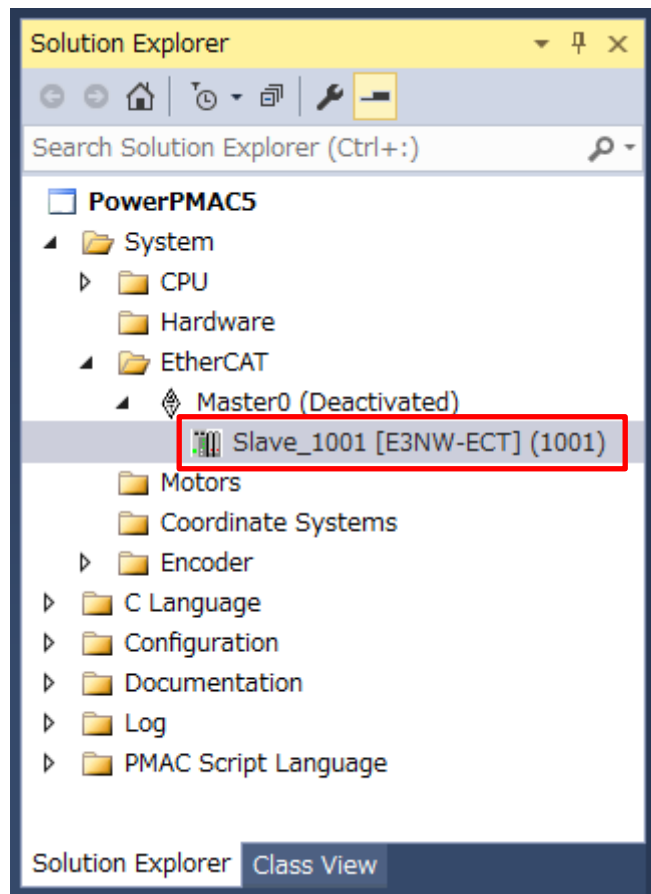 Solution Explorer
Search Solution Explorer (Ctrl+:)
PowerPMAC5
System
CPU
Hardware
EtherCAT
Master0 (Deactivated)
Slave_1001 [E3NW-ECT] (1001)
Motors
Coordinate Systems
Encoder
C Language
Configuration
Documentation
Log
PMAC Script Language
Solution Explorer Class View